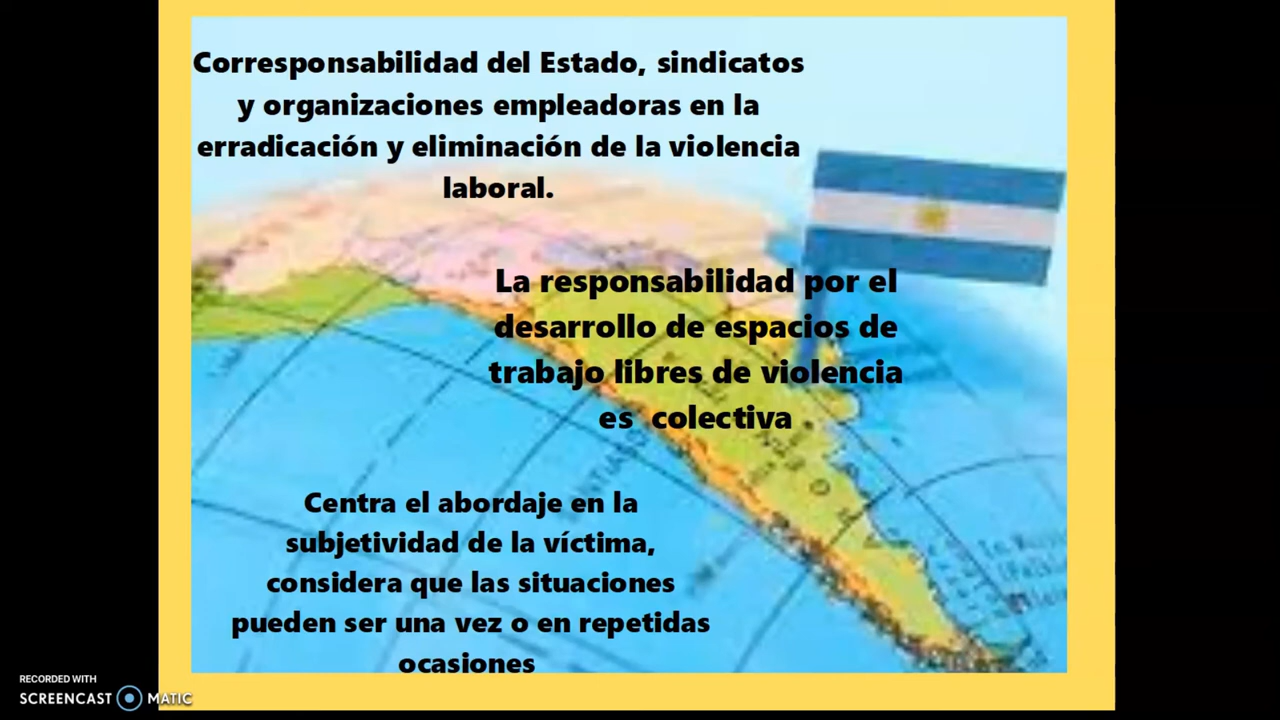 Corresponsabilidad del Estado, sindicatos
y organizaciones empleadoras en la
erradicación y eliminación de la violencia
laboral.
La responsabilidad por el
desarrollo de espacios de
trabajo libres de violencia
es colectiva
Centra el abordaje en la
subjetividad de la víctima,
considera que las situaciones
pueden ser una vez o en repetidas
ocasiones
RECORDED WITH
SCREENCAST MATIC